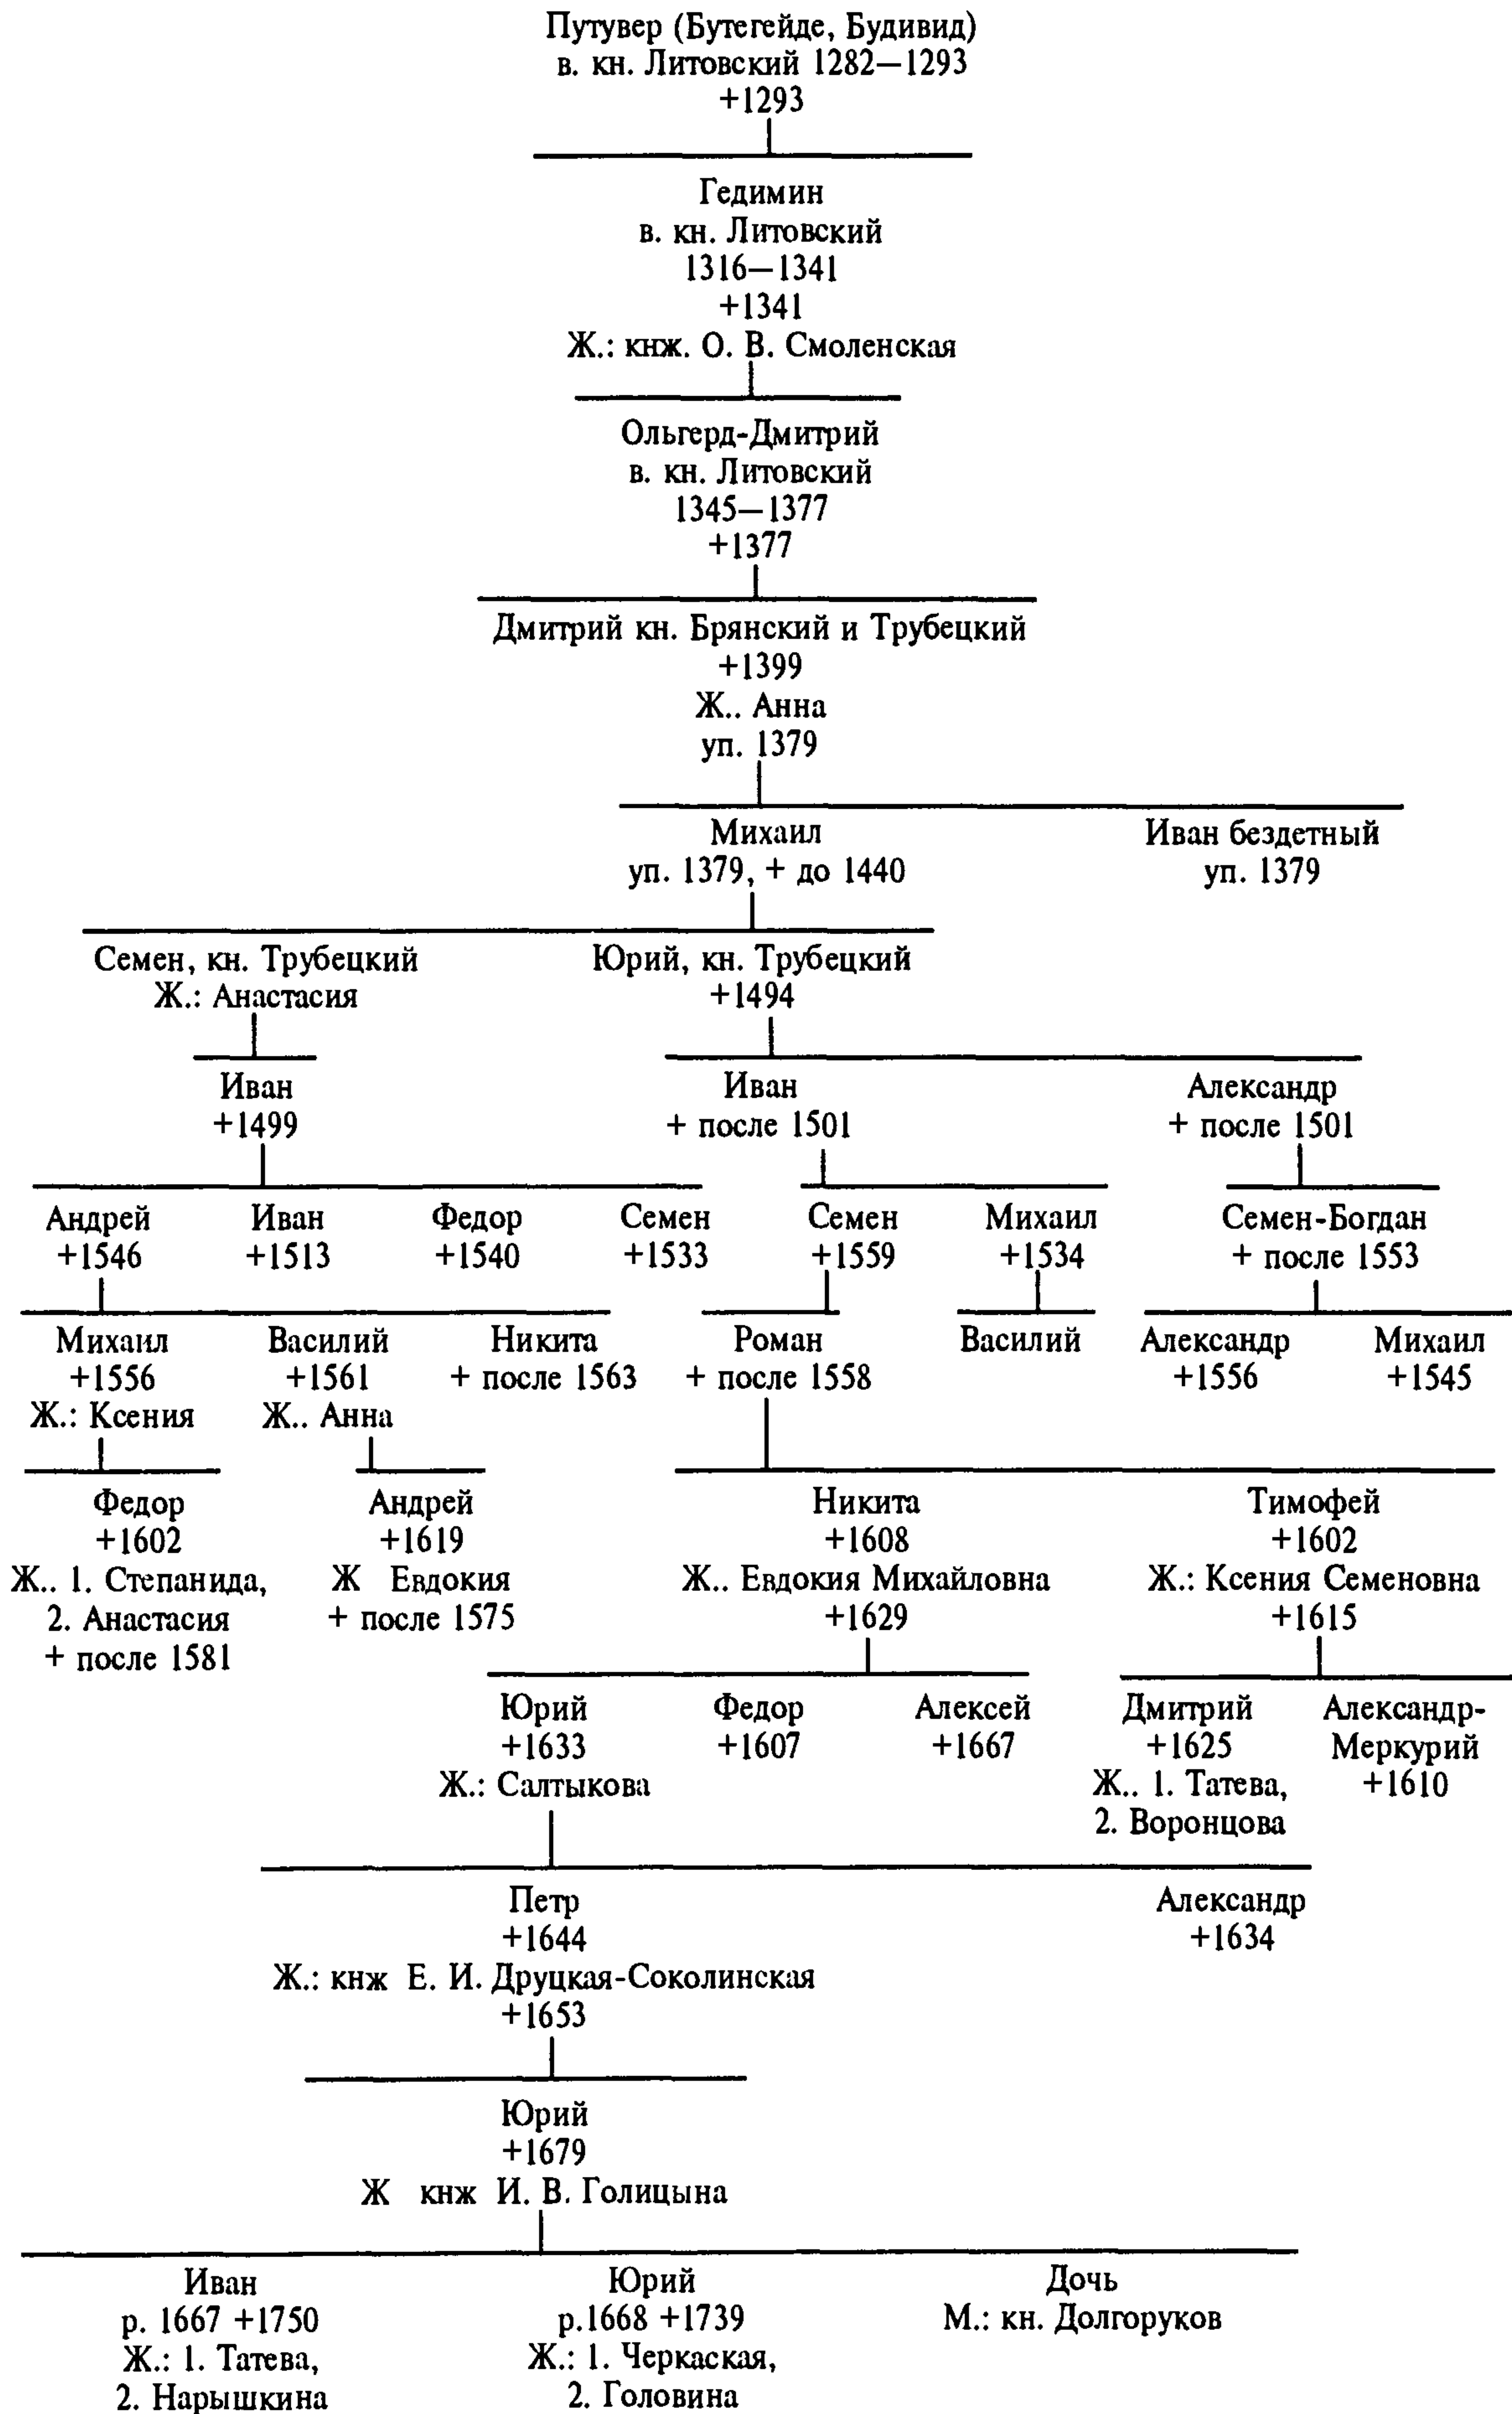 Путувер (Бутегейде, Будивид)
в. кн. Литовский 1282—1293
+1293
Гедимин
в. кн. Литовский
1316—1341
+1341
Ж.: княж. О. В. Смоленская
Ольгерд-Дмитрий
в. кн. Литовский
1345—1377
+1377
Дмитрий кн. Брянский и Трубецкий
+1399
Ж.. Анна
уп. 1379
Михаил Иван бездетный
уп. 1379, + до 1440 уп. 1379
Семен, кн. Трубецкий Юрий, кн. Трубецкий
Ж.: Анастасия +1494
Иван Иван Александр
+1499 + после 1501 + после 1501
Андрей Иван Федор Семен Семен Михаил Семен-Богдан
+1546 +1513 +1540 +1533 +1559 +1534 + после 1553
Михаил Василий Никита Роман Василий Александр Михаил
+1556 +1561 + после 1563 + после 1558 +1556 +1545
Ж.: Ксения Ж.. Анна
Федор Андрей Никита Тимофей
+1602 +1619 +1608 +1602
Ж.. 1. Степанида, Ж Евдокия Ж.. Евдокия Михайловна Ж.: Ксения Семеновна
2. Анастасия + после 1575 +1629 +1615
+ после 1581
Юрий Федор Алексей Дмитрий Александр-
+1633 +1607 +1667 +1625 Меркурий
Ж.: Салтыкова Ж.. 1. Татева, +1610
2. Воронцова
Петр Александр
+1644 +1634
Ж.: княж Е. И. Друцкая-Соколинская
+1653
Юрий
+1679
Ж княж И. В. Голицына
Иван Юрий Дочь
р. 1667 +1750 р.1668 +1739 М.: кн. Долгоруков
Ж.: 1. Татева, Ж.: 1. Черкаская,
2. Нарышкина 2. Головина